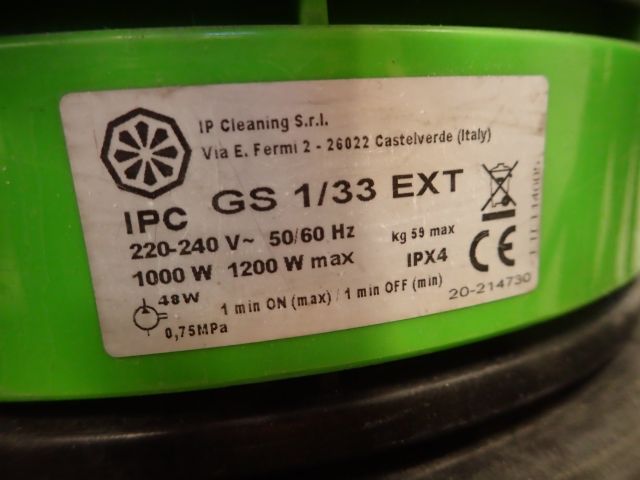 IP Cleaning S.r.l.
Via E. Fermi 2 - 26022 Castelverde (Italy)
IPC GS 1/33 EXT
220-240 V~ 50/60 Hz
kg 59 max
1000 W 1200 W max
IPX4
CE
48W
1 min ON (max) / 1 min OFF (min)
20-214730
0,75MPa